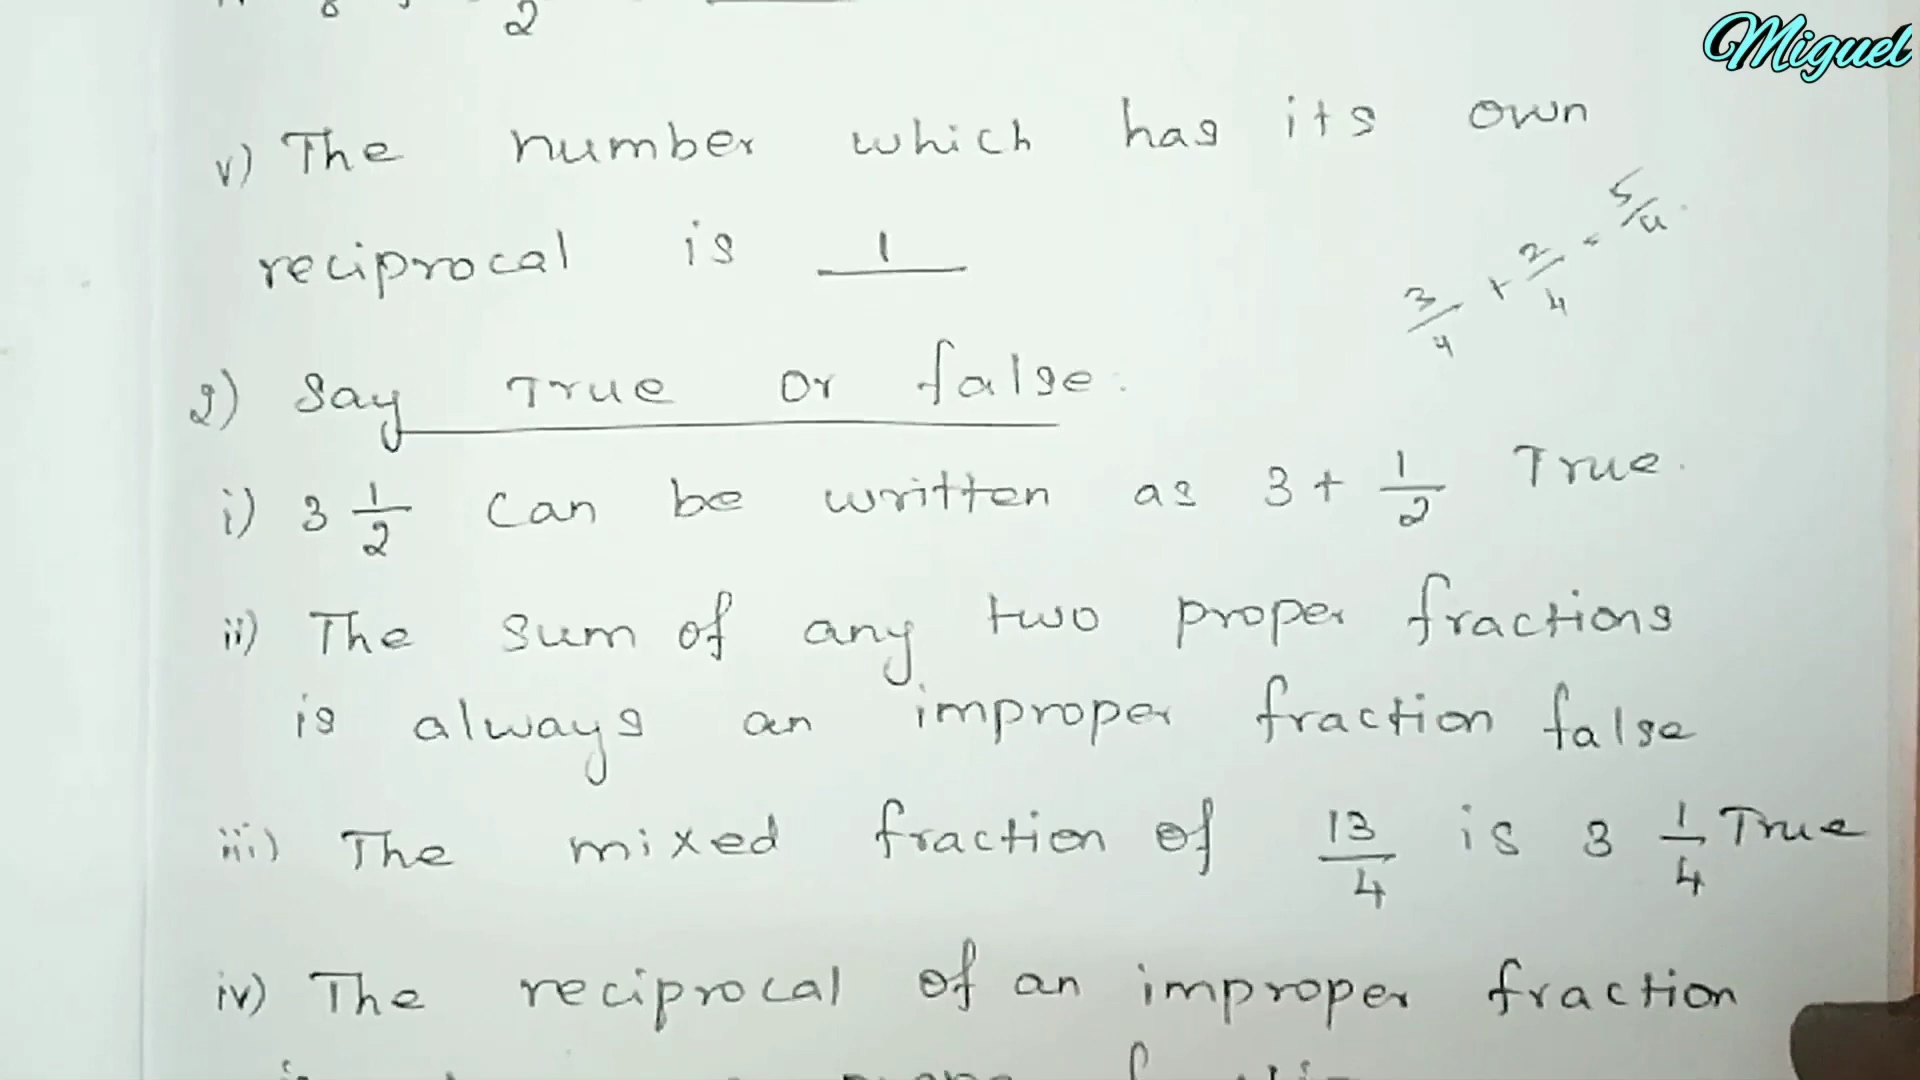 2
Miguel
v) The number which has its own
reciprocal is 1
3/4 + 2/4 = 5/4
2) Say True or false.
i) 3 1/2 can be written as 3 + 1/2 True.
ii) The sum of any two proper fractions
is always an improper fraction false
iii) The mixed fraction of 13/4 is 3 1/4 True
iv) The reciprocal of an improper fraction